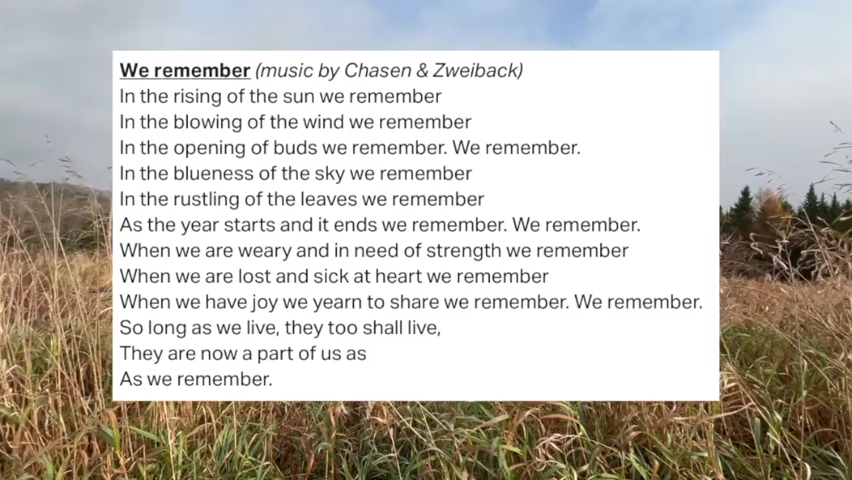 We remember (music by Chasen & Zweiback)
In the rising of the sun we remember
In the blowing of the wind we remember
In the opening of buds we remember. We remember.
In the blueness of the sky we remember
In the rustling of the leaves we remember
As the year starts and it ends we remember. We remember.
When we are weary and in need of strength we remember
When we are lost and sick at heart we remember
When we have joy we yearn to share we remember. We remember.
So long as we live, they too shall live,
They are now a part of us as
As we remember.